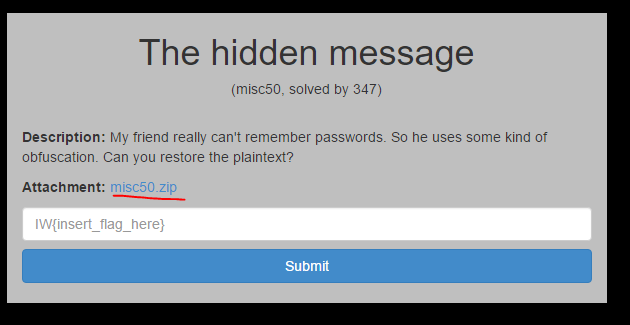 The hidden message
(misc50, solved by 347)
Description: My friend really can't remember passwords. So he uses some kind of
obfuscation. Can you restore the plaintext?
Attachment: misc50.zip
IW{insert_flag_here}
Submit